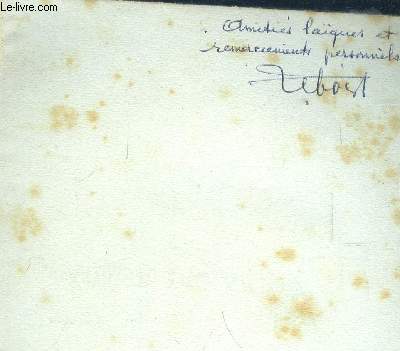 Le-livre.com
Amitiés laïques et
remerciements personnels